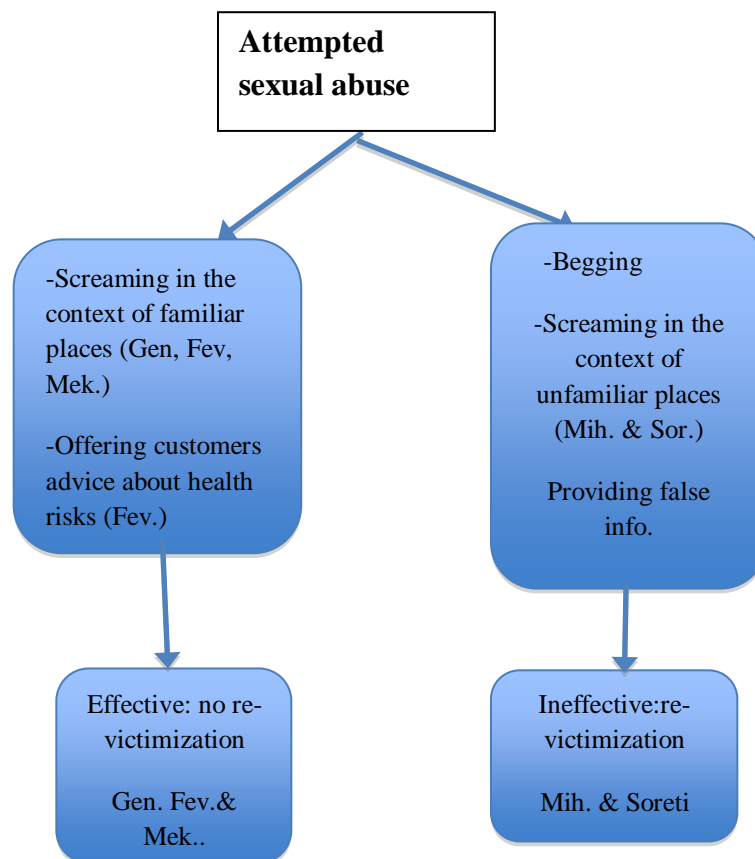 Attempted
sexual abuse
-Screaming in the
context of familiar
places (Gen, Fev,
Mek.)
-Offering customers
advice about health
risks (Fev.)
-Begging
-Screaming in the
context of
unfamiliar places
(Mih. & Sor.)
Providing false
info.
Effective: no re-
victimization
Gen. Fev.&
Mek..
Ineffective:re-
victimization
Mih. & Soreti